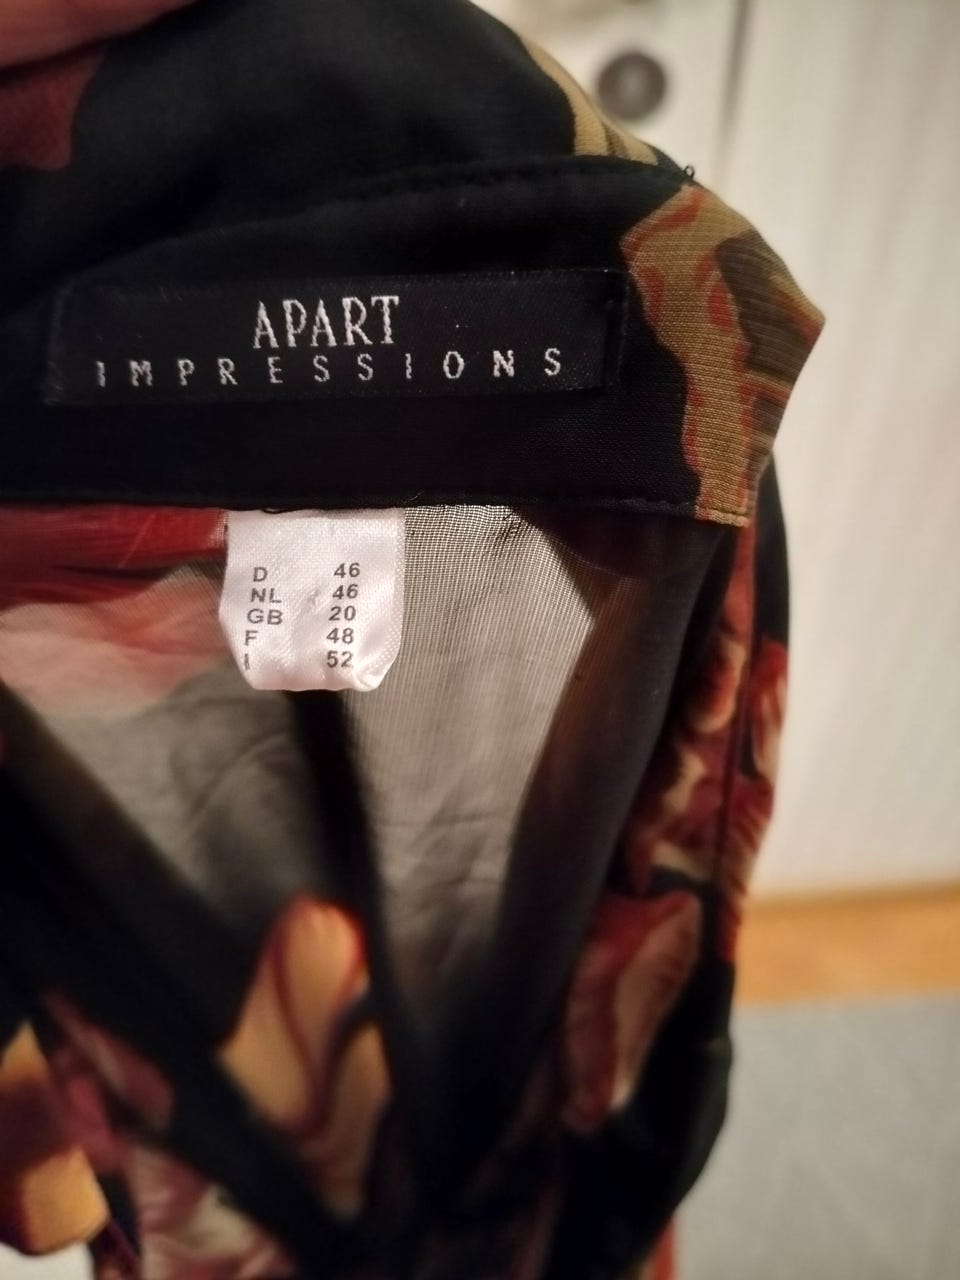 APART
IMPRESSIONS
D 46
NL 46
GB 20
F 48
I 52